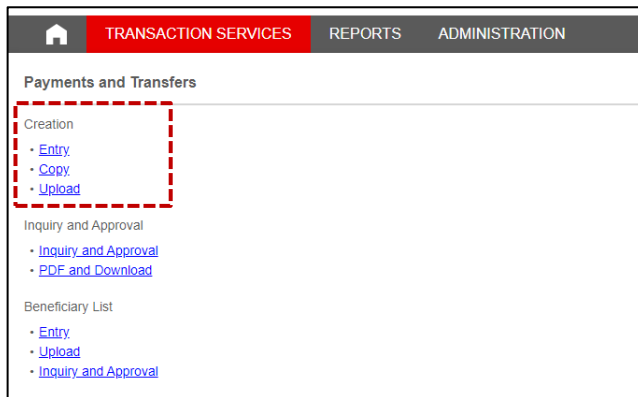 TRANSACTION SERVICES REPORTS ADMINISTRATION
Payments and Transfers
Creation
• Entry
• Copy
• Upload
Inquiry and Approval
• Inquiry and Approval
• PDF and Download
Beneficiary List
• Entry
• Upload
• Inquiry and Approval